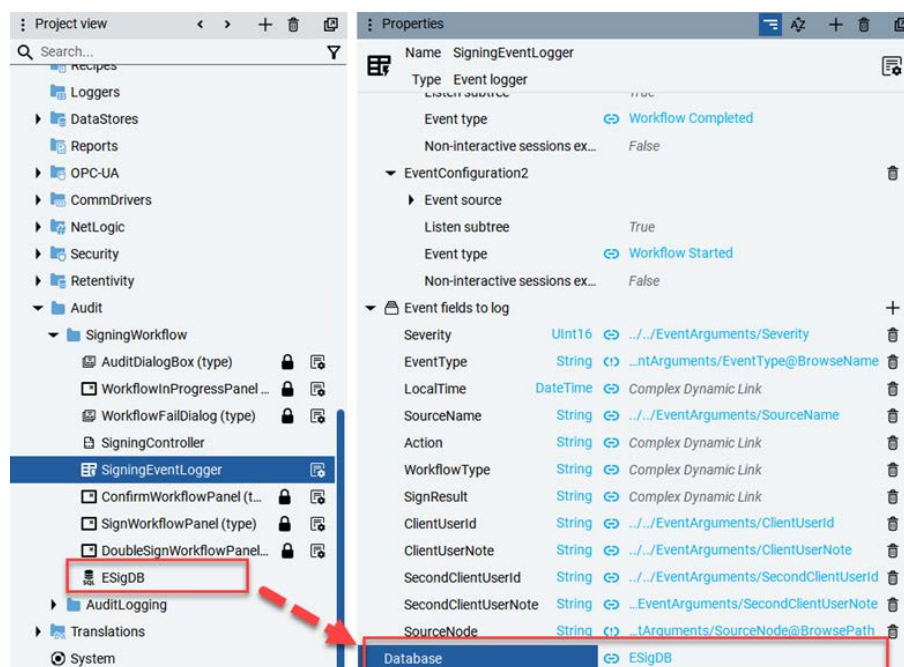 Project view
Search...
Recipes
Loggers
DataStores
Reports
OPC-UA
CommDrivers
NetLogic
Security
Retentivity
Audit
SigningWorkflow
AuditDialogBox (type)
WorkflowInProgressPanel ...
WorkflowFailDialog (type)
SigningController
SigningEventLogger
ConfirmWorkflowPanel (t...
SignWorkflowPanel (type)
DoubleSignWorkflowPanel...
SQL ESigDB
AuditLogging
Translations
System
Properties
Name SigningEventLogger
Type Event logger
Listen subtree True
Event type Workflow Completed
Non-interactive sessions ex... False
EventConfiguration2
Event source
Listen subtree True
Event type Workflow Started
Non-interactive sessions ex... False
Event fields to log
Severity UInt16 ../../EventArguments/Severity
EventType String ...ntArguments/EventType@BrowseName
LocalTime DateTime Complex Dynamic Link
SourceName String ../../EventArguments/SourceName
Action String Complex Dynamic Link
WorkflowType String Complex Dynamic Link
SignResult String Complex Dynamic Link
ClientUserId String ../../EventArguments/ClientUserId
ClientUserNote String ../../EventArguments/ClientUserNote
SecondClientUserId String ../../EventArguments/SecondClientUserId
SecondClientUserNote String ...EventArguments/SecondClientUserNote
SourceNode String ...tArguments/SourceNode@BrowsePath
Database ESigDB